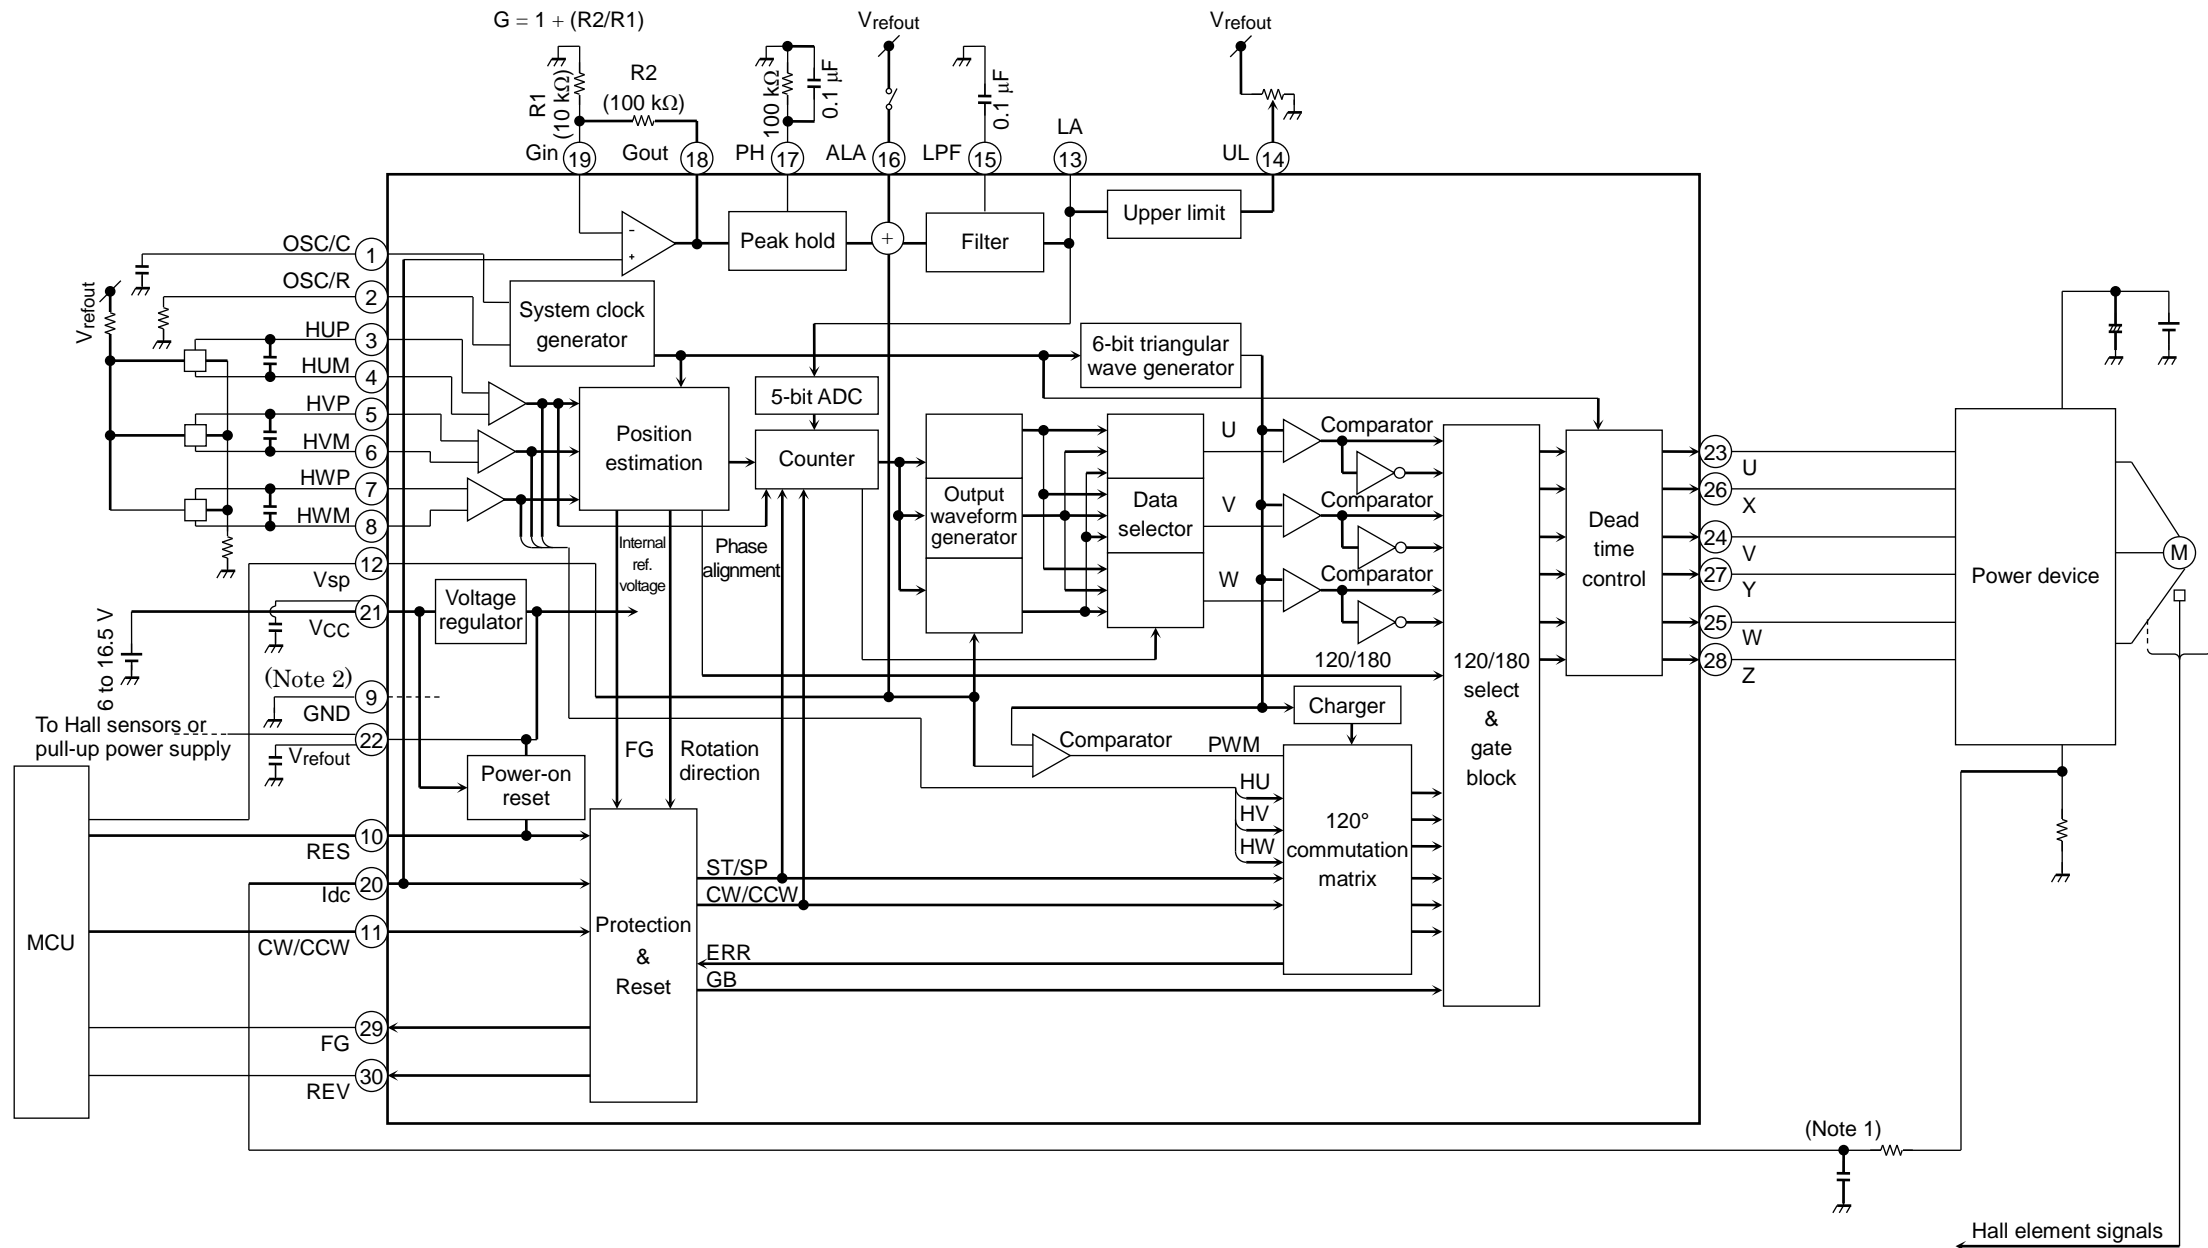 G = 1 + (R2/R1)
Vrefout
Vrefout
R1
(10 kΩ)
R2
(100 kΩ)
100 kΩ
0.1 μF
0.1 μF
Gin
19
Gout
18
PH
17
ALA
16
LPF
15
LA
13
UL
14
Upper limit
-
+
Peak hold
+
Filter
OSC/C
1
OSC/R
2
Vrefout
HUP
3
HUM
4
HVP
5
HVM
6
HWP
7
HWM
8
12
Vsp
21
VCC
6 to 16.5 V
(Note 2)
9
GND
To Hall sensors or
pull-up power supply
22
Vrefout
MCU
10
RES
20
Idc
11
CW/CCW
29
FG
30
REV
System clock
generator
6-bit triangular
wave generator
5-bit ADC
Position
estimation
Counter
Phase
alignment
Internal
ref.
voltage
Voltage
regulator
Power-on
reset
FG
Rotation
direction
Protection
&
Reset
Output
waveform
generator
Data
selector
U
V
W
Comparator
Comparator
Comparator
120/180
Charger
Comparator
PWM
HU
HV
HW
120°
commutation
matrix
ST/SP
CW/CCW
ERR
GB
120/180
select
&
gate
block
Dead
time
control
23
U
26
X
24
V
27
Y
25
W
28
Z
Power device
M
(Note 1)
Hall element signals